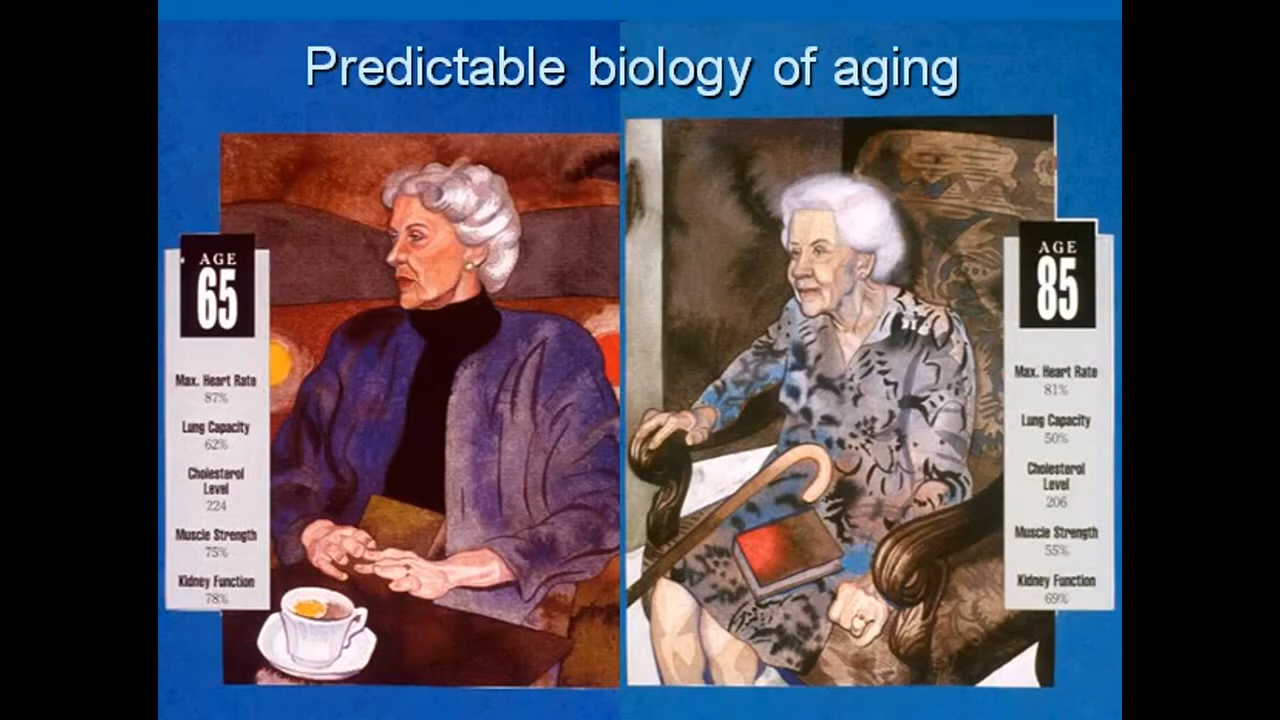 Predictable biology of aging
AGE
65
Max. Heart Rate
87%
Lung Capacity
62%
Cholesterol
Level
224
Muscle Strength
75%
Kidney Function
78%
AGE
85
Max. Heart Rate
81%
Lung Capacity
50%
Cholesterol
Level
206
Muscle Strength
55%
Kidney Function
69%